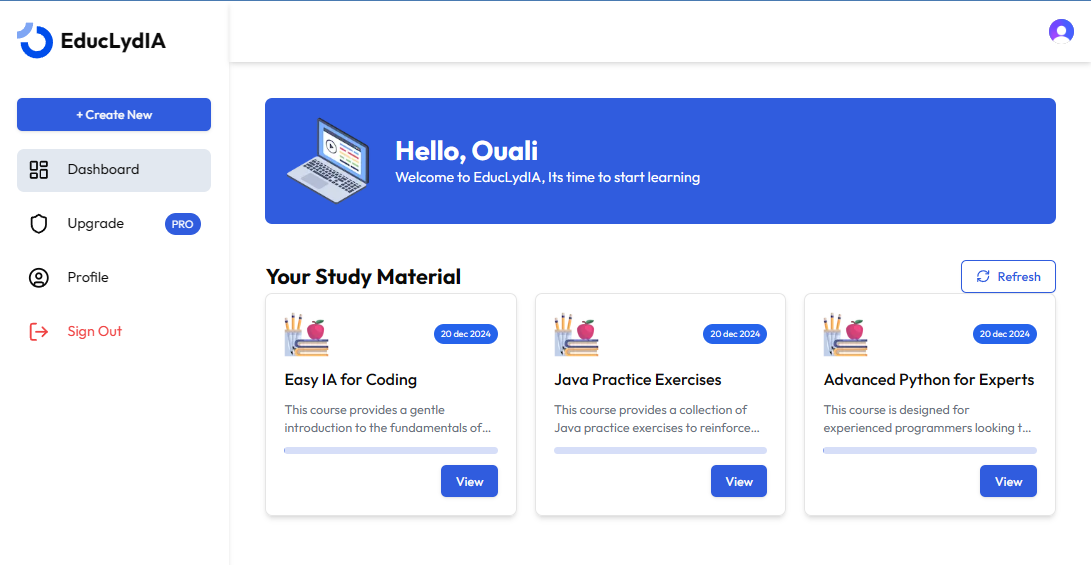 EducLydIA
+ Create New
Dashboard
Upgrade PRO
Profile
Sign Out
Hello, Ouali
Welcome to EducLydIA, Its time to start learning
Your Study Material
Refresh
20 dec 2024
Easy IA for Coding
This course provides a gentle
introduction to the fundamentals of...
View
20 dec 2024
Java Practice Exercises
This course provides a collection of
Java practice exercises to reinforce...
View
20 dec 2024
Advanced Python for Experts
This course is designed for
experienced programmers looking t...
View